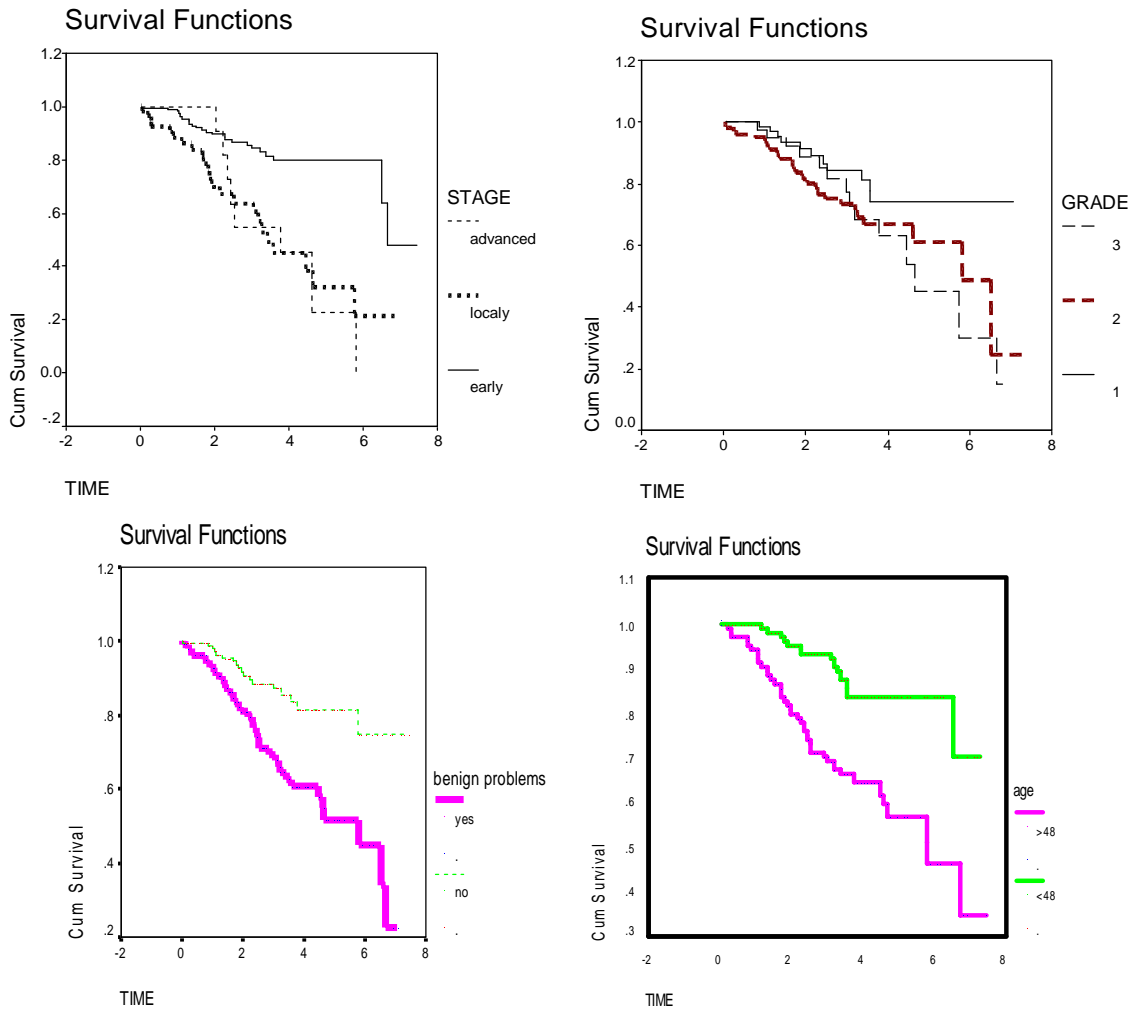 Survival Functions
1.2
1.0
.8
.6
.4
.2
0.0
-.2
-2
0
2
4
6
8
Cum Survival
TIME
STAGE
advanced
localy
early
Survival Functions
1.2
1.0
.8
.6
.4
.2
0.0
-2
0
2
4
6
8
Cum Survival
TIME
GRADE
3
2
1
Survival Functions
1.2
1.0
.8
.6
.4
.2
-2
0
2
4
6
8
Cum Survival
TIME
benign problems
yes
no
Survival Functions
1.1
1.0
.9
.8
.7
.6
.5
.4
.3
-2
0
2
4
6
8
Cum Survival
TIME
age
>48
<48